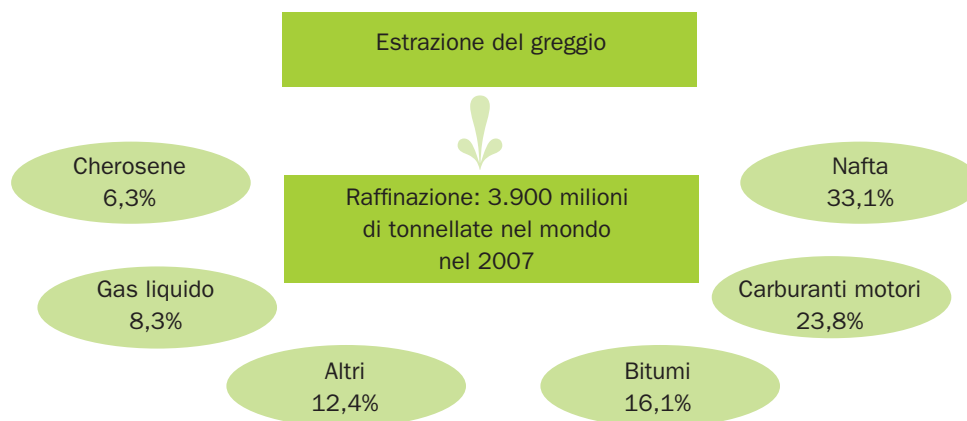 Estrazione del greggio
Cherosene
6,3%
Nafta
33,1%
Raffinazione: 3.900 milioni
di tonnellate nel mondo
nel 2007
Gas liquido
8,3%
Carburanti motori
23,8%
Altri
12,4%
Bitumi
16,1%